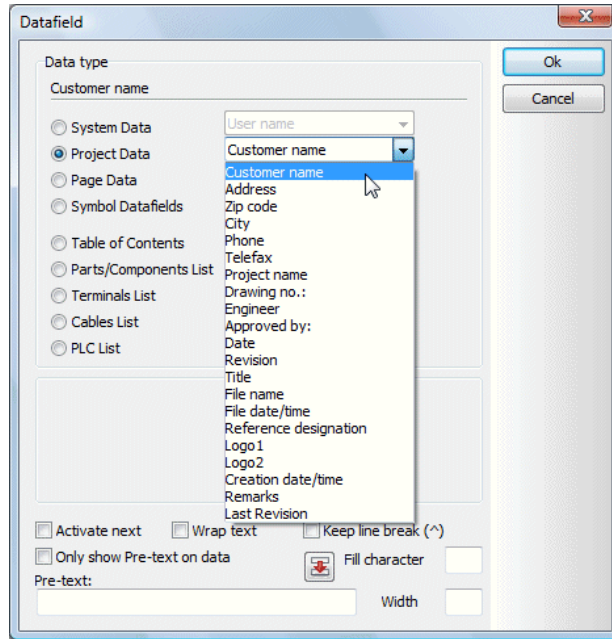 Datafield
Data type
Customer name
System Data
User name
Project Data
Customer name
Page Data
Symbol Datafields
Table of Contents
Parts/Components List
Terminals List
Cables List
PLC List
Customer name
Address
Zip code
City
Phone
Telefax
Project name
Drawing no.:
Engineer
Approved by:
Date
Revision
Title
File name
File date/time
Reference designation
Logo1
Logo2
Creation date/time
Remarks
Last Revision
Activate next
Wrap text
Keep line break (^)
Only show Pre-text on data
Fill character
Pre-text:
Width
Ok
Cancel